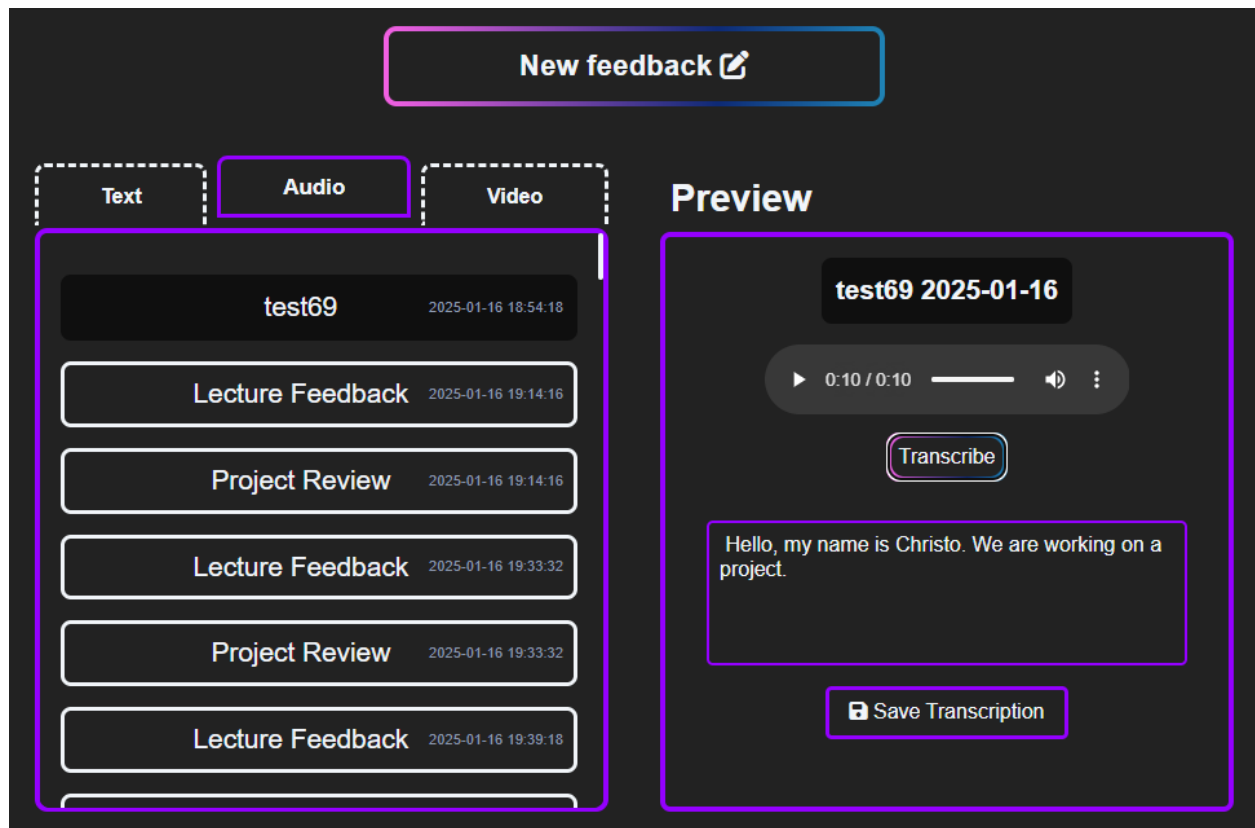 New feedback
Text
Audio
Video
test69 2025-01-16 18:54:18
Lecture Feedback 2025-01-16 19:14:16
Project Review 2025-01-16 19:14:16
Lecture Feedback 2025-01-16 19:33:32
Project Review 2025-01-16 19:33:32
Lecture Feedback 2025-01-16 19:39:18
Preview
test69 2025-01-16
0:10 / 0:10
Transcribe
Hello, my name is Christo. We are working on a
project.
Save Transcription